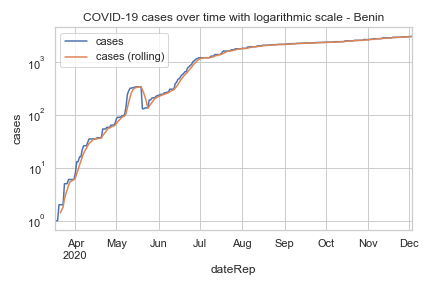 COVID-19 cases over time with logarithmic scale - Benin
cases
cases (rolling)
10³
10²
10¹
10⁰
cases
Apr May Jun Jul Aug Sep Oct Nov Dec
2020
dateRep